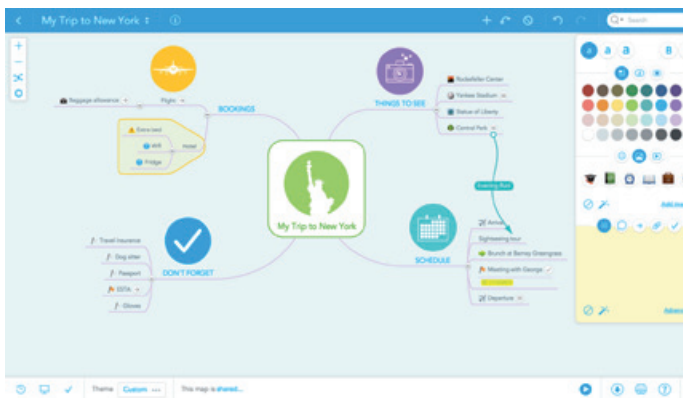 My Trip to New York
Search
BOOKINGS
Flight
Baggage allowance
Extra bed
Wifi
Fridge
Hotel
THINGS TO SEE
Rockefeller Center
Yankee Stadium
Statue of Liberty
Central Park
Evening Run
My Trip to New York
DON'T FORGET
Travel insurance
Dog sitter
Passport
ESTA
Gloves
SCHEDULE
Arrival
Sightseeing tour
Brunch at Barney Greengrass
Meeting with George
Departure
a a a B
Theme Custom
This map is shared...